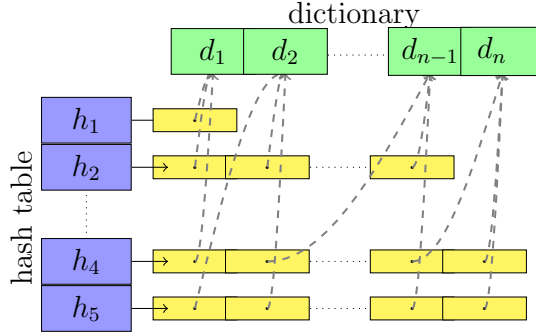 dictionary
d₁ d₂ dₙ₋₁ dₙ
hash table
h₁
h₂
h₄
h₅